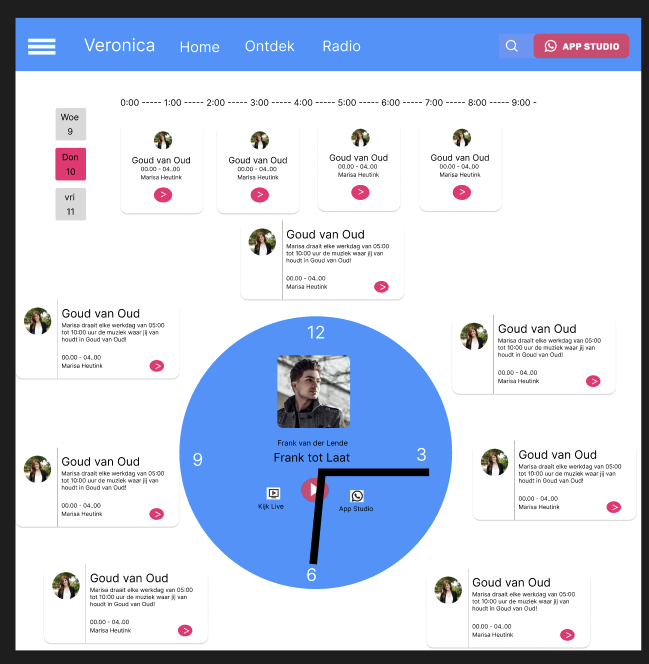 Veronica Home Ontdek Radio APP STUDIO
0:00 ----- 1:00 ----- 2:00 ----- 3:00 ----- 4:00 ----- 5:00 ----- 6:00 ----- 7:00 ----- 8:00 ----- 9:00 -
Woe
9
Don
10
vri
11
Goud van Oud
00.00 - 04..00
Marisa Heutink
>
Goud van Oud
00.00 - 04..00
Marisa Heutink
>
Goud van Oud
00.00 - 04..00
Marisa Heutink
>
Goud van Oud
00.00 - 04..00
Marisa Heutink
>
Goud van Oud
Marisa draait elke werkdag van 05:00
tot 10:00 uur de muziek waar jij van
houdt in Goud van Oud!
00.00 - 04..00
Marisa Heutink
>
Goud van Oud
Marisa draait elke werkdag van 05:00
tot 10:00 uur de muziek waar jij van
houdt in Goud van Oud!
00.00 - 04..00
Marisa Heutink
>
Goud van Oud
Marisa draait elke werkdag van 05:00
tot 10:00 uur de muziek waar jij van
houdt in Goud van Oud!
00.00 - 04..00
Marisa Heutink
>
12
Frank van der Lende
Frank tot Laat
9
3
Kijk Live
App Studio
6
Goud van Oud
Marisa draait elke werkdag van 05:00
tot 10:00 uur de muziek waar jij van
houdt in Goud van Oud!
00.00 - 04..00
Marisa Heutink
>
Goud van Oud
Marisa draait elke werkdag van 05:00
tot 10:00 uur de muziek waar jij van
houdt in Goud van Oud!
00.00 - 04..00
Marisa Heutink
>
Goud van Oud
Marisa draait elke werkdag van 05:00
tot 10:00 uur de muziek waar jij van
houdt in Goud van Oud!
00.00 - 04..00
Marisa Heutink
>
Goud van Oud
Marisa draait elke werkdag van 05:00
tot 10:00 uur de muziek waar jij van
houdt in Goud van Oud!
00.00 - 04..00
Marisa Heutink
>